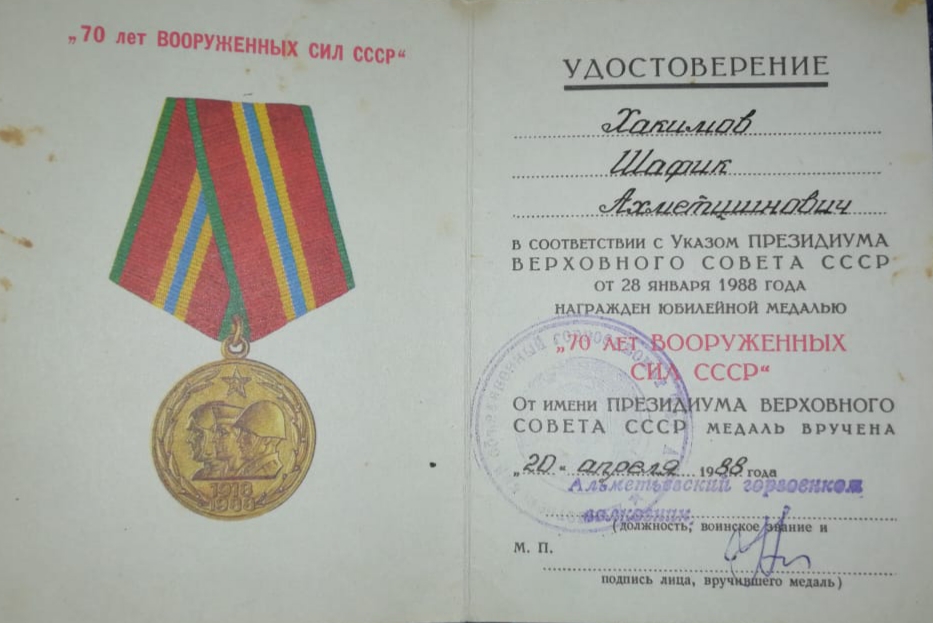 „70 лет ВООРУЖЕННЫХ СИЛ СССР“
1918
1988
УДОСТОВЕРЕНИЕ
Хакимов
Шафик
Ахметшинович
В СООТВЕТСТВИИ С УКАЗОМ ПРЕЗИДИУМА
ВЕРХОВНОГО СОВЕТА СССР
ОТ 28 ЯНВАРЯ 1988 ГОДА
НАГРАЖДЕН ЮБИЛЕЙНОЙ МЕДАЛЬЮ
„70 ЛЕТ ВООРУЖЕННЫХ
СИЛ СССР“
От имени ПРЕЗИДИУМА ВЕРХОВНОГО
СОВЕТА СССР МЕДАЛЬ ВРУЧЕНА
„20“ апреля 1988 года
Альметьевский горвоенком
полковник
(должность, воинское звание и
М. П.
подпись лица, вручившего медаль)